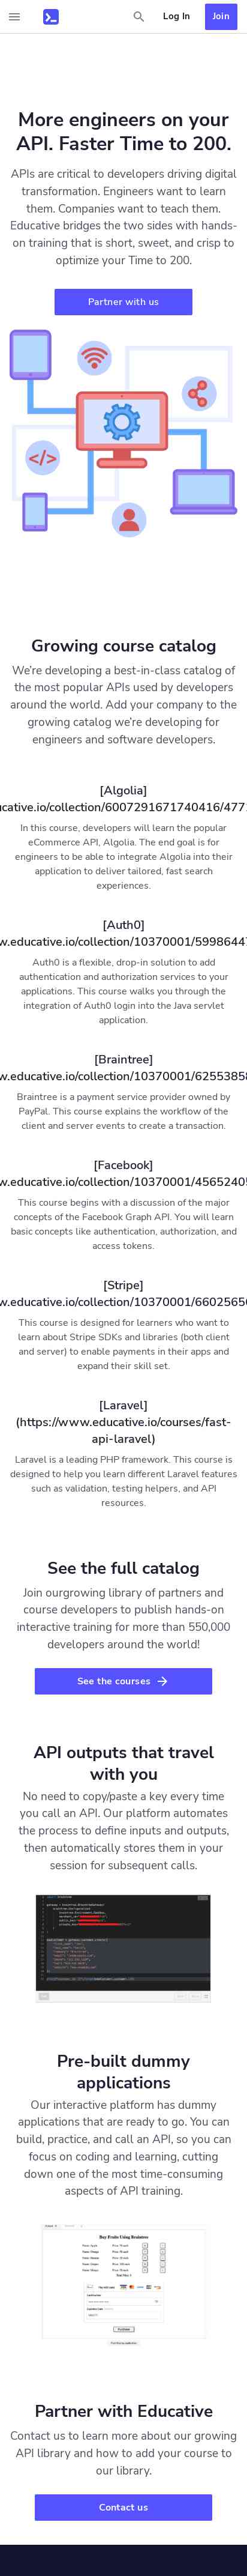 Log In
Join
More engineers on your
API. Faster Time to 200.
APIs are critical to developers driving digital
transformation. Engineers want to learn
them. Companies want to teach them.
Educative bridges the two sides with hands-
on training that is short, sweet, and crisp to
optimize your Time to 200.
Partner with us
Growing course catalog
We're developing a best-in-class catalog of
the most popular APIs used by developers
around the world. Add your company to the
growing catalog we're developing for
engineers and software developers.
[Algolia]
ucative.io/collection/6007291671740416/477
In this course, developers will learn the popular
eCommerce API, Algolia. The end goal is for
engineers to be able to integrate Algolia into their
application to deliver tailored, fast search
experiences.
[Auth0]
w.educative.io/collection/10370001/5998644
Auth0 is a flexible, drop-in solution to add
authentication and authorization services to your
applications. This course walks you through the
integration of Auth0 login into the Java servlet
application.
[Braintree]
w.educative.io/collection/10370001/6255385
Braintree is a payment service provider owned by
PayPal. This course explains the workflow of the
client and server events to create a transaction.
[Facebook]
w.educative.io/collection/10370001/4565240
This course begins with a discussion of the major
concepts of the Facebook Graph API. You will learn
basic concepts like authentication, authorization, and
access tokens.
[Stripe]
w.educative.io/collection/10370001/6602565
This course is designed for learners who want to
learn about Stripe SDKs and libraries (both client
and server) to enable payments in their apps and
expand their skill set.
[Laravel]
(https://www.educative.io/courses/fast-
api-laravel)
Laravel is a leading PHP framework. This course is
designed to help you learn different Laravel features
such as validation, testing helpers, and API
resources.
See the full catalog
Join ourgrowing library of partners and
course developers to publish hands-on
interactive training for more than 550,000
developers around the world!
See the courses
API outputs that travel
with you
No need to copy/paste a key every time
you call an API. Our platform automates
the process to define inputs and outputs,
then automatically stores them in your
session for subsequent calls.
Pre-built dummy
applications
Our interactive platform has dummy
applications that are ready to go. You can
build, practice, and call an API, so you can
focus on coding and learning, cutting
down one of the most time-consuming
aspects of API training.
Buy Fruits Using Braintree
Partner with Educative
Contact us to learn more about our growing
API library and how to add your course to
our library.
Contact us